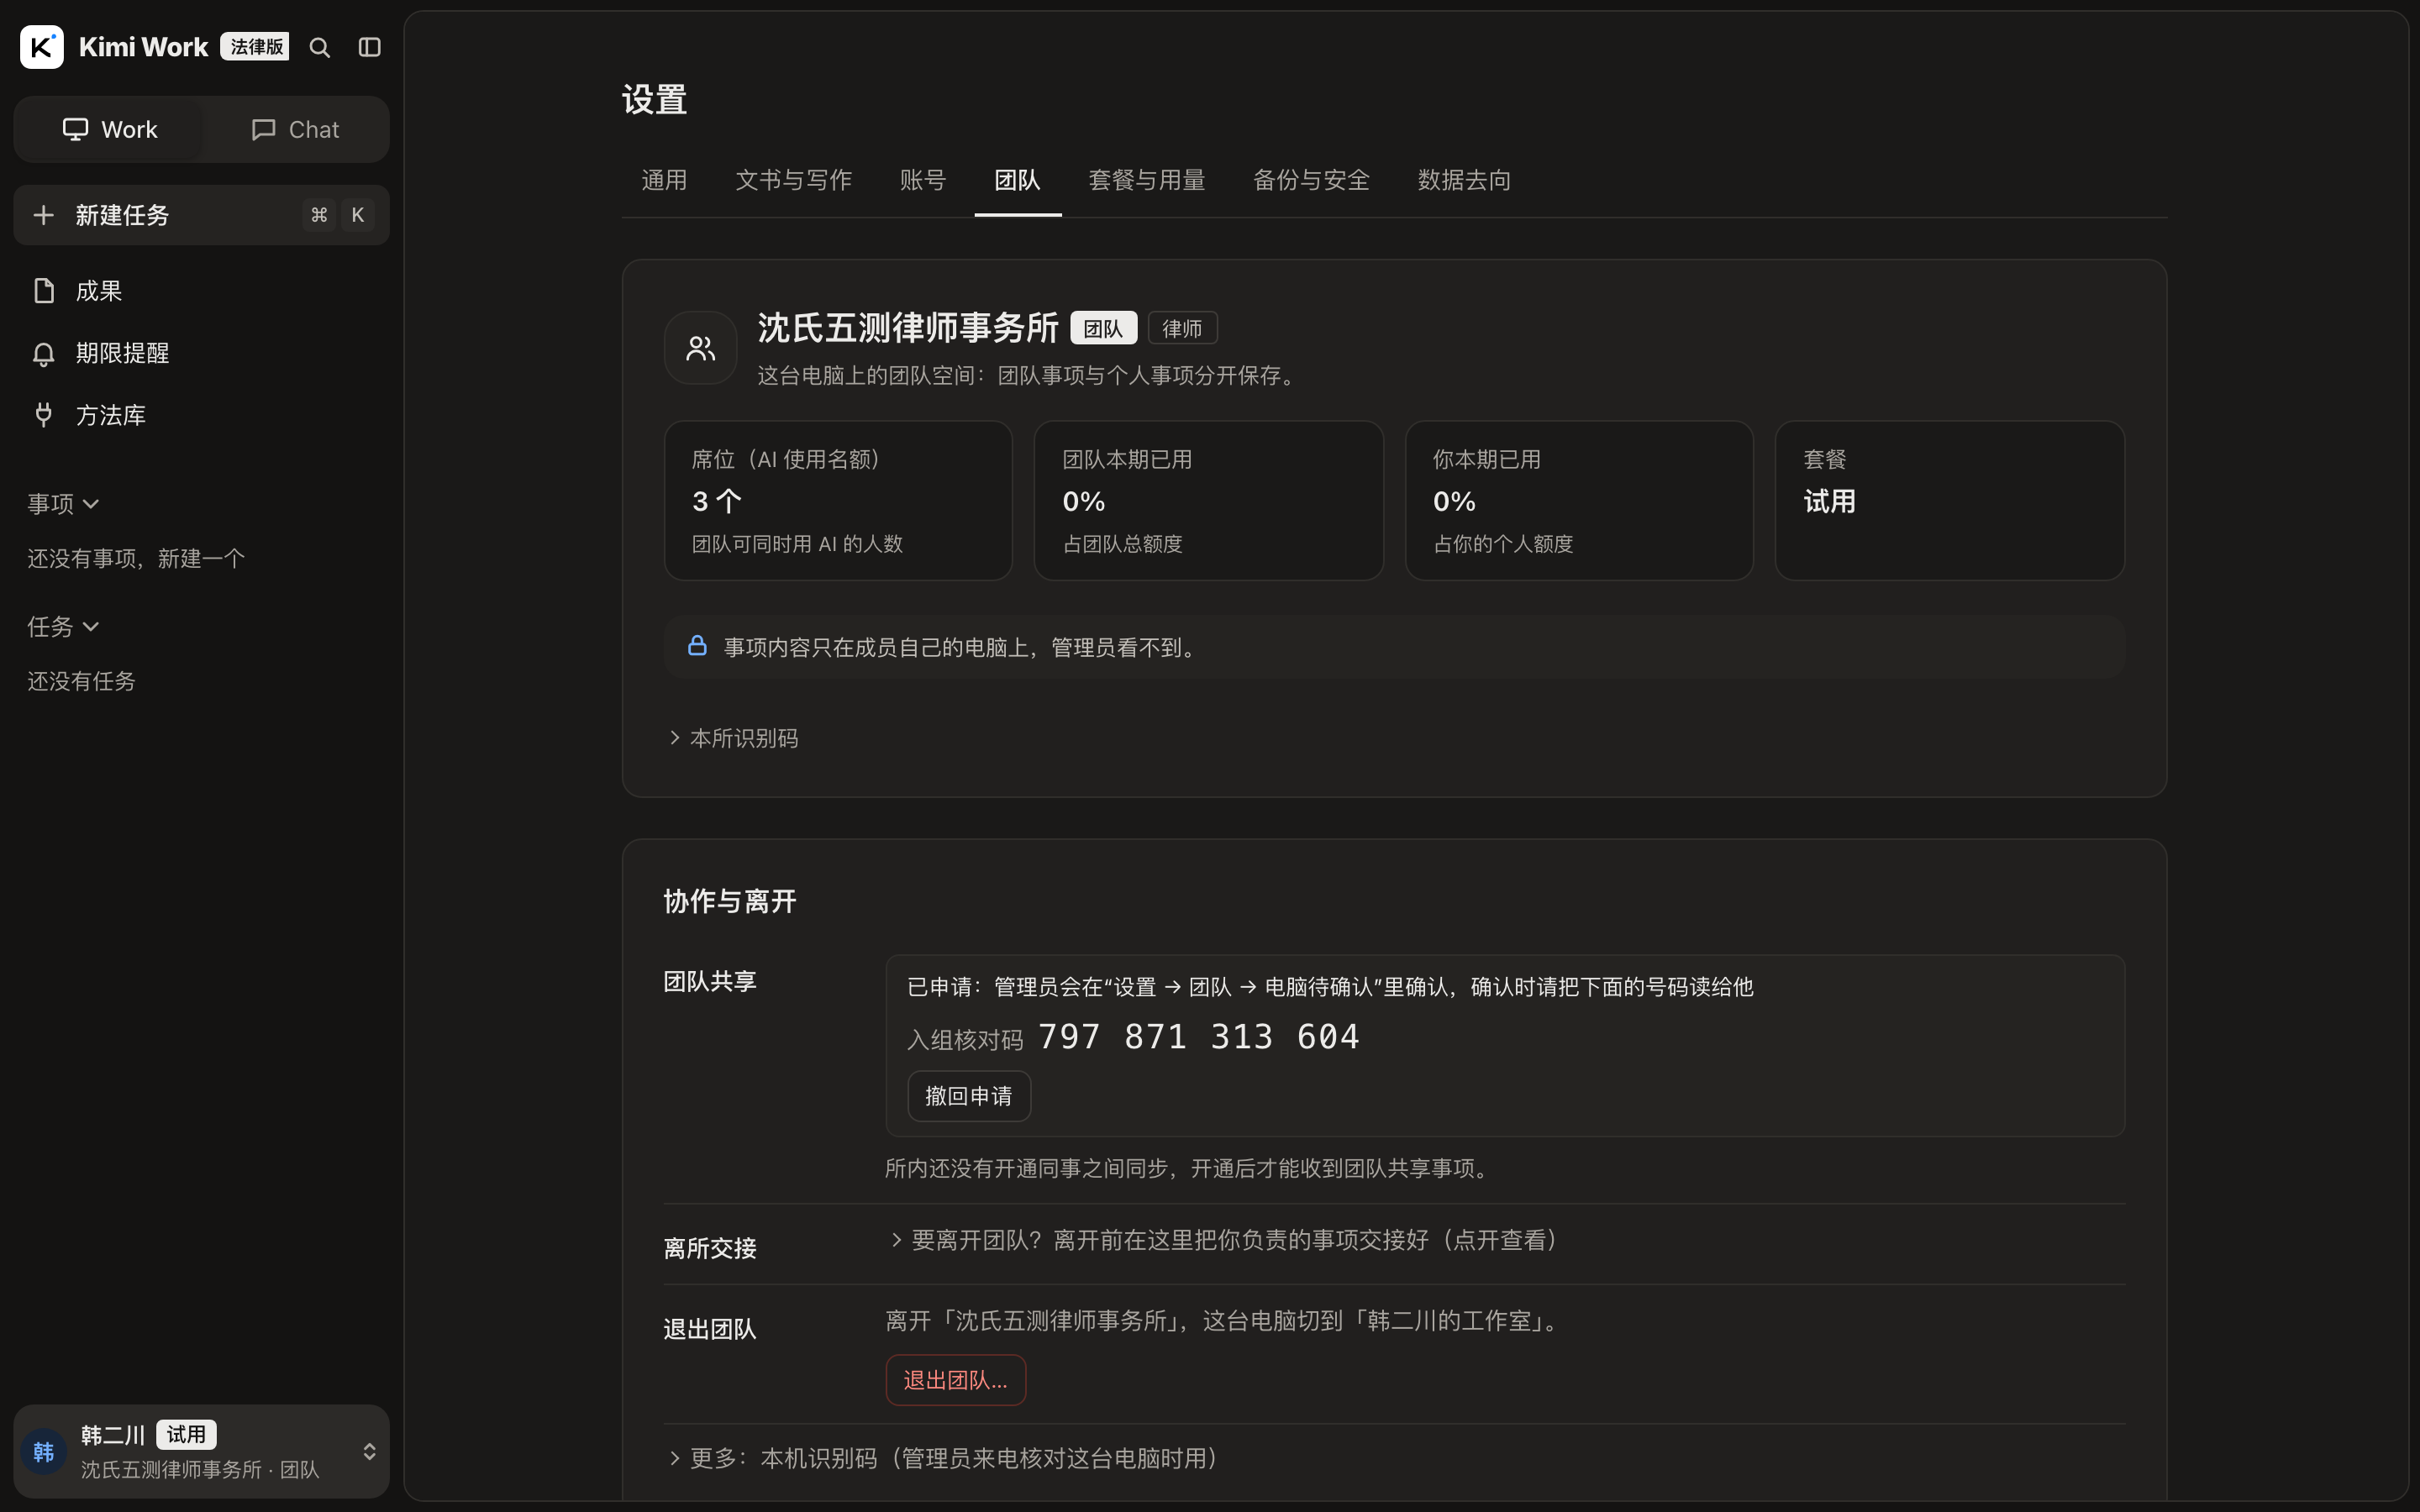 Kimi Work 法律版
Work
Chat
新建任务 ⌘ K
成果
期限提醒
方法库
事项
还没有事项，新建一个
任务
还没有任务
韩
韩二川 试用
沈氏五测律师事务所 · 团队
设置
通用 文书与写作 账号 团队 套餐与用量 备份与安全 数据去向
沈氏五测律师事务所 团队 律师
这台电脑上的团队空间：团队事项与个人事项分开保存。
席位（AI 使用名额）
3 个
团队可同时用 AI 的人数
团队本期已用
0%
占团队总额度
你本期已用
0%
占你的个人额度
套餐
试用
事项内容只在成员自己的电脑上，管理员看不到。
本所识别码
协作与离开
团队共享
已申请：管理员会在“设置 → 团队 → 电脑待确认”里确认，确认时请把下面的号码读给他
入组核对码 797 871 313 604
撤回申请
所内还没有开通同事之间同步，开通后才能收到团队共享事项。
离所交接
要离开团队？离开前在这里把你负责的事项交接好（点开查看）
退出团队
离开「沈氏五测律师事务所」，这台电脑切到「韩二川的工作室」。
退出团队...
更多：本机识别码（管理员来电核对这台电脑时用）